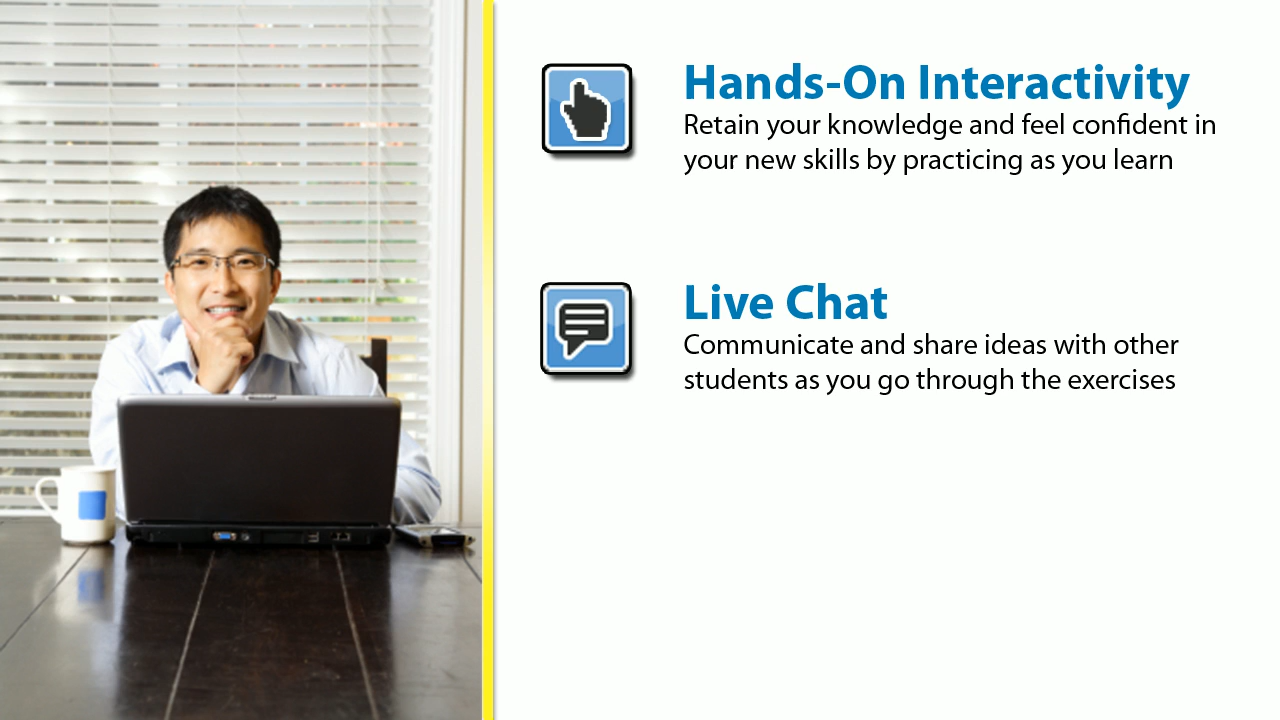 Hands-On Interactivity
Retain your knowledge and feel confident in
your new skills by practicing as you learn
Live Chat
Communicate and share ideas with other
students as you go through the exercises